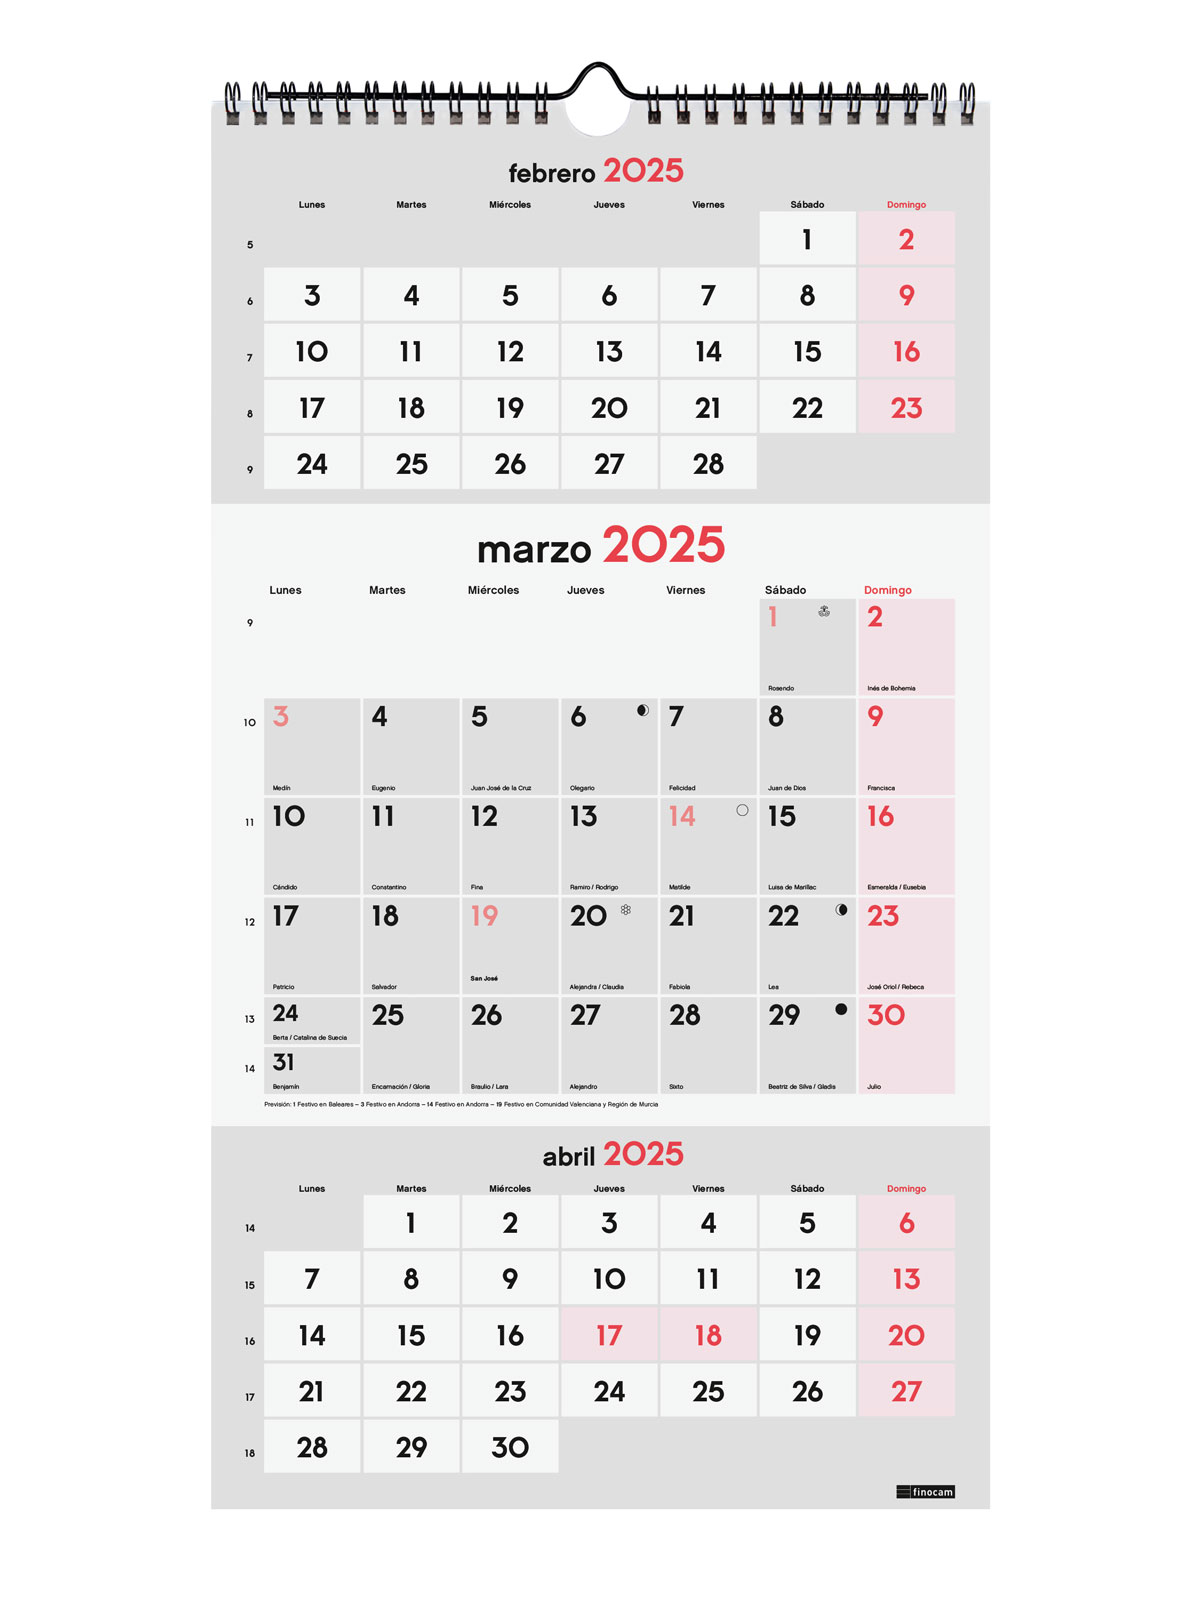 febrero 2025
Lunes Martes Miércoles Jueves Viernes Sábado Domingo
5 1 2
6 3 4 5 6 7 8 9
7 10 11 12 13 14 15 16
8 17 18 19 20 21 22 23
9 24 25 26 27 28
marzo 2025
Lunes Martes Miércoles Jueves Viernes Sábado Domingo
9 1 2
Rosendo Inés de Bohemia
10 3 4 5 6 7 8 9
Medín Eugenio Juan José de la Cruz Olegario Felicidad Juan de Dios Francisca
11 10 11 12 13 14 15 16
Cándido Constantino Fina Ramiro / Rodrigo Matilde Luisa de Marillac Esmeralda / Eusebia
12 17 18 19 20 21 22 23
San José
Patricio Salvador Alejandra / Claudia Fabiola Lea José Oriol / Rebeca
13 24 25 26 27 28 29 30
Berta / Catalina de Suecia
14 31
Benjamín Encarnación / Gloria Braulio / Lara Alejandro Sixto Beatriz de Silva / Gladis Julio
Previsión: 1 Festivo en Baleares – 3 Festivo en Andorra – 14 Festivo en Andorra – 19 Festivo en Comunidad Valenciana y Región de Murcia
abril 2025
Lunes Martes Miércoles Jueves Viernes Sábado Domingo
14 1 2 3 4 5 6
15 7 8 9 10 11 12 13
16 14 15 16 17 18 19 20
17 21 22 23 24 25 26 27
18 28 29 30
finocam